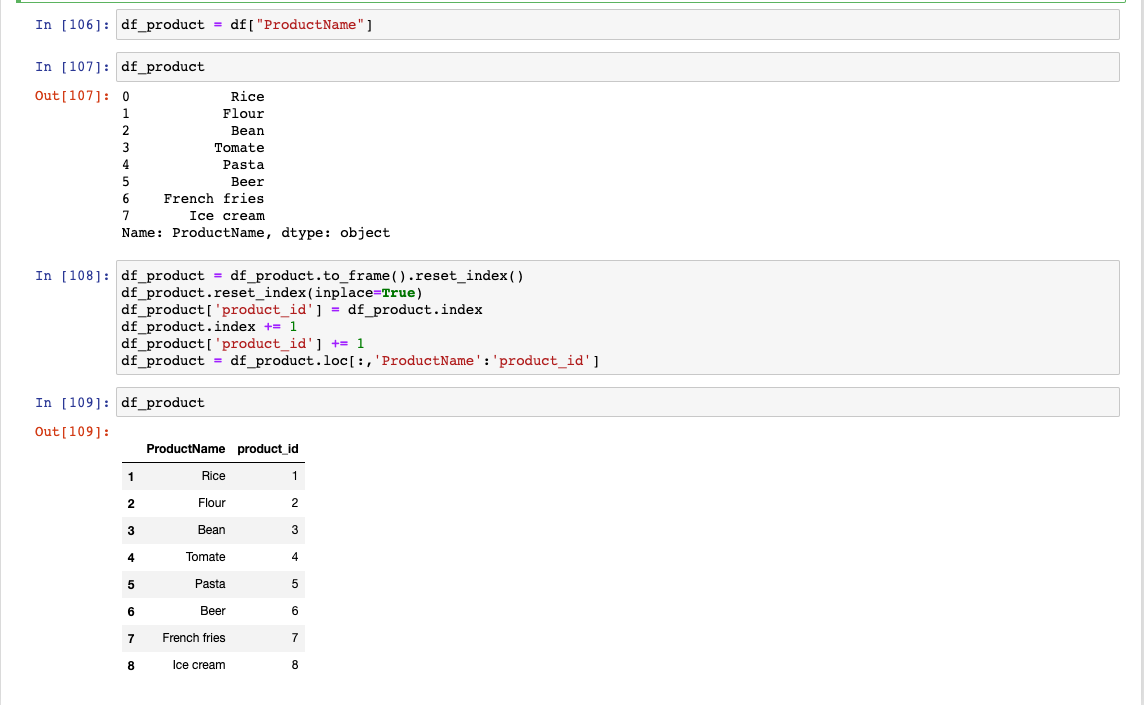 In [106]: df_product = df["ProductName"]
In [107]: df_product
Out[107]: 0 Rice
1 Flour
2 Bean
3 Tomate
4 Pasta
5 Beer
6 French fries
7 Ice cream
Name: ProductName, dtype: object
In [108]: df_product = df_product.to_frame().reset_index()
df_product.reset_index(inplace=True)
df_product['product_id'] = df_product.index
df_product.index += 1
df_product['product_id'] += 1
df_product = df_product.loc[:,'ProductName':'product_id']
In [109]: df_product
Out[109]:
ProductName product_id
1 Rice 1
2 Flour 2
3 Bean 3
4 Tomate 4
5 Pasta 5
6 Beer 6
7 French fries 7
8 Ice cream 8